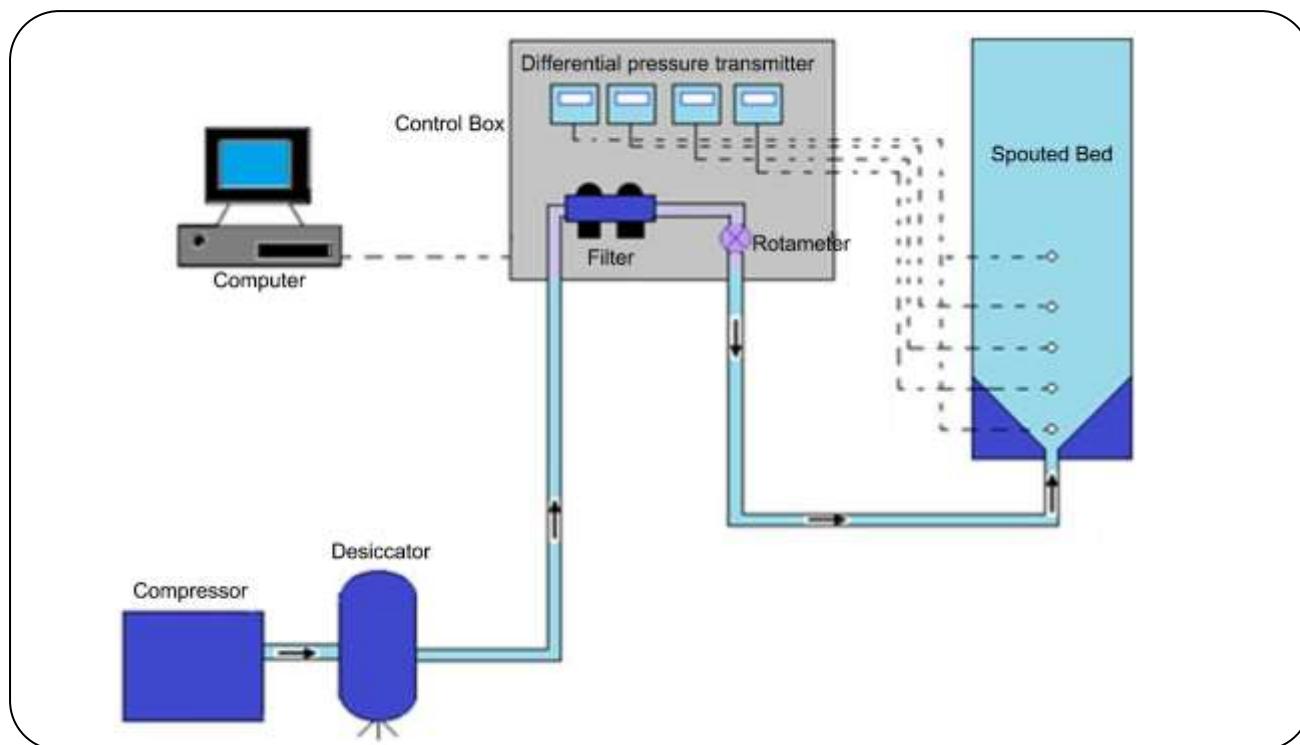 Differential pressure transmitter
Control Box
Spouted Bed
Rotameter
Filter
Computer
Desiccator
Compressor